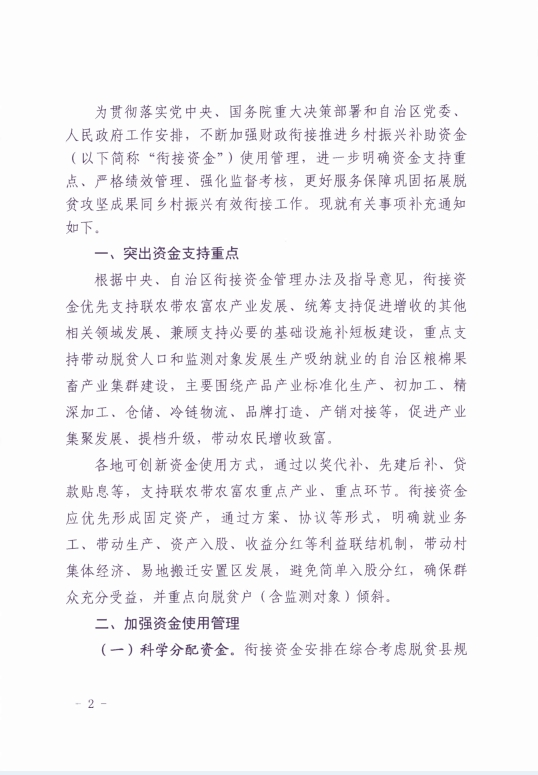 为贯彻落实党中央、国务院重大决策部署和自治区党委、
人民政府工作安排，不断加强财政衔接推进乡村振兴补助资金
（以下简称“衔接资金”）使用管理，进一步明确资金支持重
点、严格绩效管理、强化监督考核，更好服务保障巩固拓展脱
贫攻坚成果同乡村振兴有效衔接工作。现就有关事项补充通知
如下。
一、突出资金支持重点
根据中央、自治区衔接资金管理办法及指导意见，衔接资
金优先支持联农带农富农产业发展、统筹支持促进增收的其他
相关领域发展、兼顾支持必要的基础设施补短板建设，重点支
持带动脱贫人口和监测对象发展生产吸纳就业的自治区粮棉果
畜产业集群建设，主要围绕产品产业标准化生产、初加工、精
深加工、仓储、冷链物流、品牌打造、产销对接等，促进产业
集聚发展、提档升级，带动农民增收致富。
各地可创新资金使用方式，通过以奖代补、先建后补、贷
款贴息等，支持联农带农富农重点产业、重点环节。衔接资金
应优先形成固定资产，通过方案、协议等形式，明确就业务
工、带动生产、资产入股、收益分红等利益联结机制，带动村
集体经济、易地搬迁安置区发展，避免简单入股分红，确保群
众充分受益，并重点向脱贫户（含监测对象）倾斜。
二、加强资金使用管理
（一）科学分配资金。衔接资金安排在综合考虑脱贫县规
- 2 -